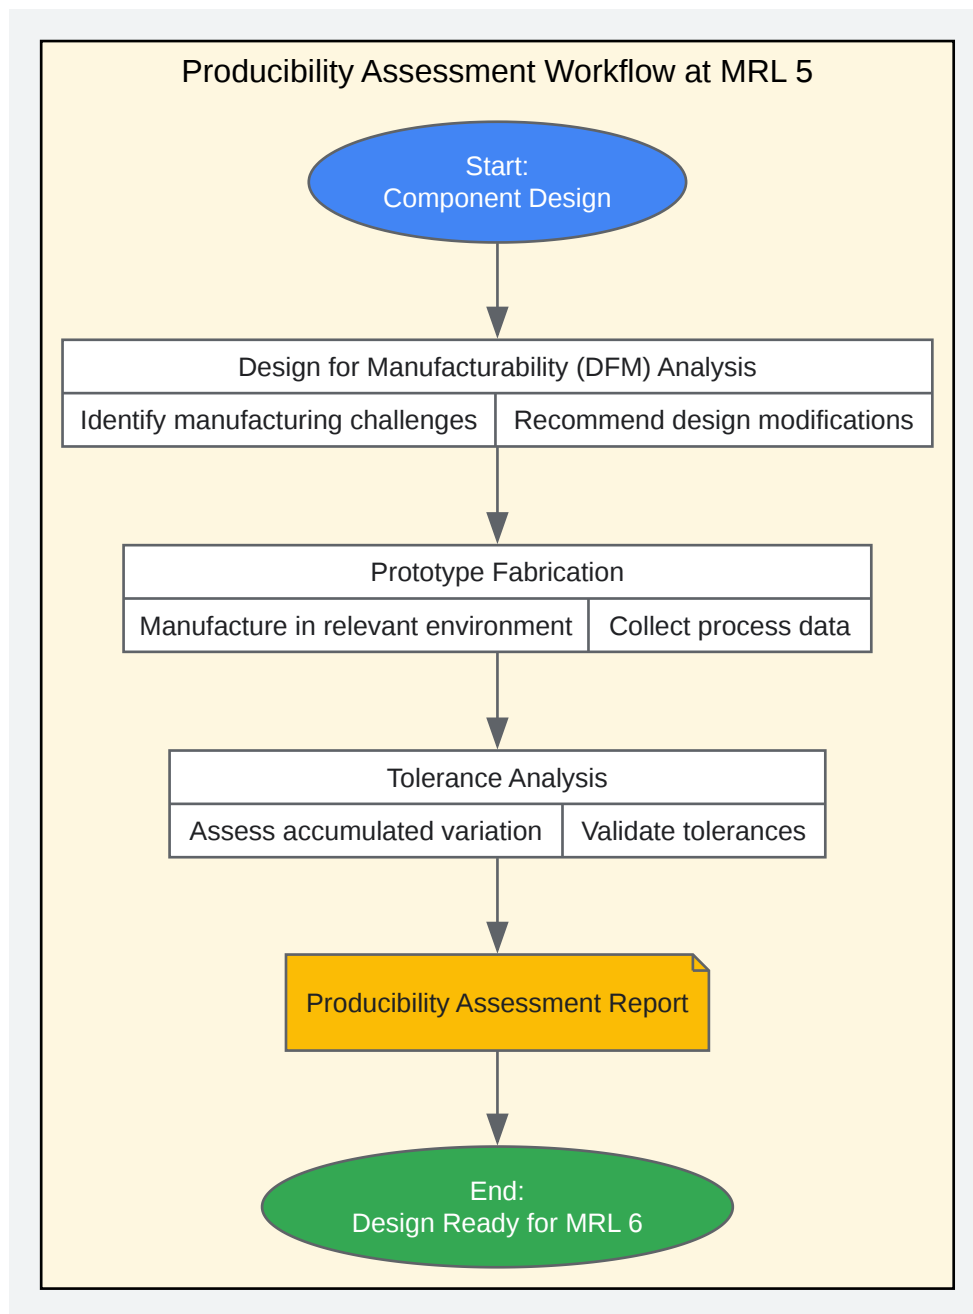 Producibility Assessment Workflow at MRL 5
Start:
Component Design
Design for Manufacturability (DFM) Analysis
Identify manufacturing challenges
Recommend design modifications
Prototype Fabrication
Manufacture in relevant environment
Collect process data
Tolerance Analysis
Assess accumulated variation
Validate tolerances
Producibility Assessment Report
End:
Design Ready for MRL 6